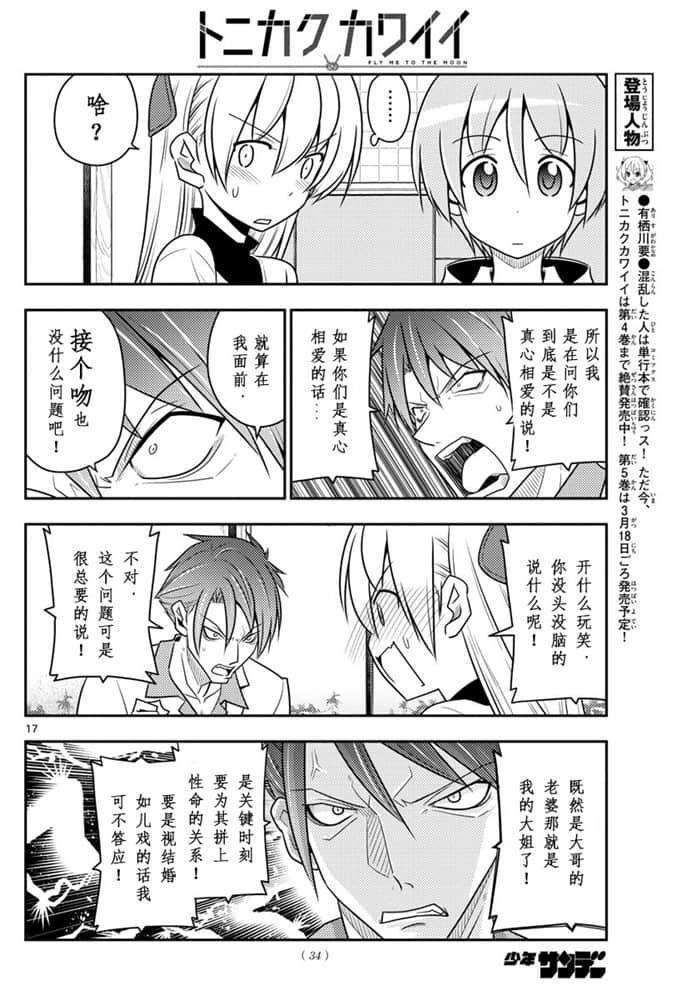 トニカクカワイイ
FLY ME TO THE MOON
登場人物
とうじょうじんぶつ
●有栖川要●混乱した人は単行本で確認っス！ ただ今、
トニカクカワイイは第4巻まで絶賛発売中！ 第5巻は3月18日ごろ発売予定！
……
啥？
所以我
是在问你们
到底是不是
真心相爱的说！
如果你们是真心
相爱的话...
就算在
我面前.
接个吻也
没什么问题吧！
开什么玩笑.
你没头没脑的
说什么呢！
不对.
这个问题可是
很总要的说！
17
既然是大哥的
老婆那就是
我的大姐了！
是关键时刻
要为其拼上
性命的关系！
要是视结婚
如儿戏的话我
可不答应！
（34）
少年サンデー